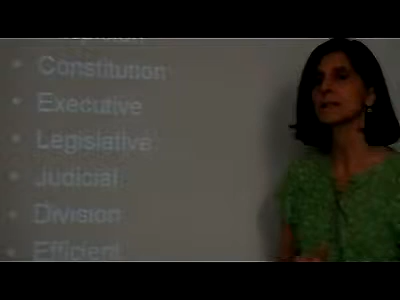 • Constitution
• Executive
• Legislative
• Judicial
• Division
• Efficient